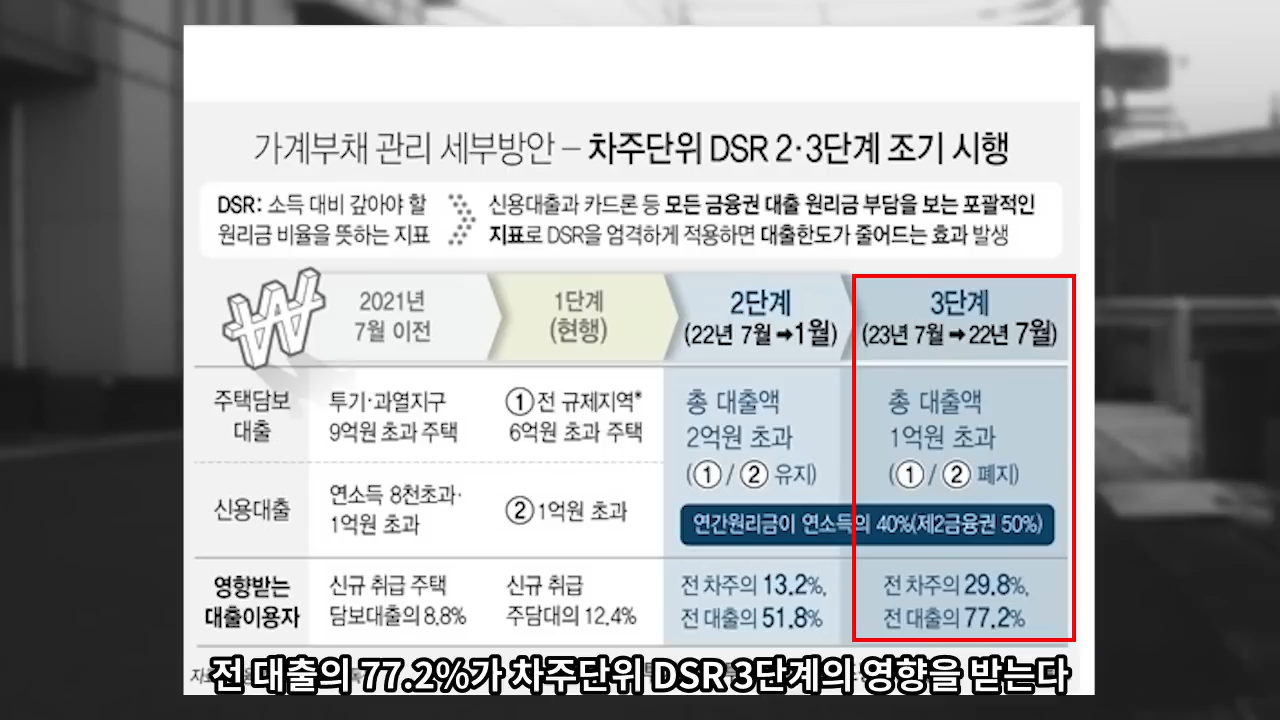 가계부채 관리 세부방안 – 차주단위 DSR 2·3단계 조기 시행
DSR: 소득 대비 갚아야 할
원리금 비율을 뜻하는 지표
신용대출과 카드론 등 모든 금융권 대출 원리금 부담을 보는 포괄적인
지표로 DSR을 엄격하게 적용하면 대출한도가 줄어드는 효과 발생
2021년
7월 이전
1단계
(현행)
2단계
(22년 7월➜1월)
3단계
(23년 7월➜22년 7월)
주택담보
대출
투기·과열지구
9억원 초과 주택
①전 규제지역*
6억원 초과 주택
총 대출액
2억원 초과
(①/② 유지)
총 대출액
1억원 초과
(①/② 폐지)
신용대출
연소득 8천초과·
1억원 초과
②1억원 초과
연간원리금이 연소득의 40%(제2금융권 50%)
영향받는
대출이용자
신규 취급 주택
담보대출의 8.8%
신규 취급
주담대의 12.4%
전 차주의 13.2%,
전 대출의 51.8%
전 차주의 29.8%,
전 대출의 77.2%
전 대출의 77.2%가 차주단위 DSR 3단계의 영향을 받는다